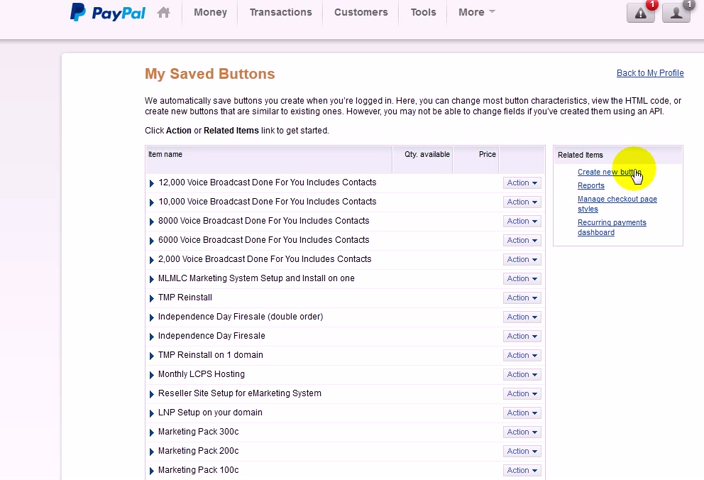 PayPal Money Transactions Customers Tools More 1 1
My Saved Buttons
Back to My Profile
We automatically save buttons you create when you're logged in. Here, you can change most button characteristics, view the HTML code, or
create new buttons that are similar to existing ones. However, you may not be able to change fields if you've created them using an API.
Click Action or Related Items link to get started.
Item name Qty. available Price
12,000 Voice Broadcast Done For You Includes Contacts Action
10,000 Voice Broadcast Done For You Includes Contacts Action
8000 Voice Broadcast Done For You Includes Contacts Action
6000 Voice Broadcast Done For You Includes Contacts Action
2,000 Voice Broadcast Done For You Includes Contacts Action
MLMLC Marketing System Setup and Install on one Action
TMP Reinstall Action
Independence Day Firesale (double order) Action
Independence Day Firesale Action
TMP Reinstall on 1 domain Action
Monthly LCPS Hosting Action
Reseller Site Setup for eMarketing System Action
LNP Setup on your domain Action
Marketing Pack 300c Action
Marketing Pack 200c Action
Marketing Pack 100c Action
Related Items
Create new button
Reports
Manage checkout page
styles
Recurring payments
dashboard